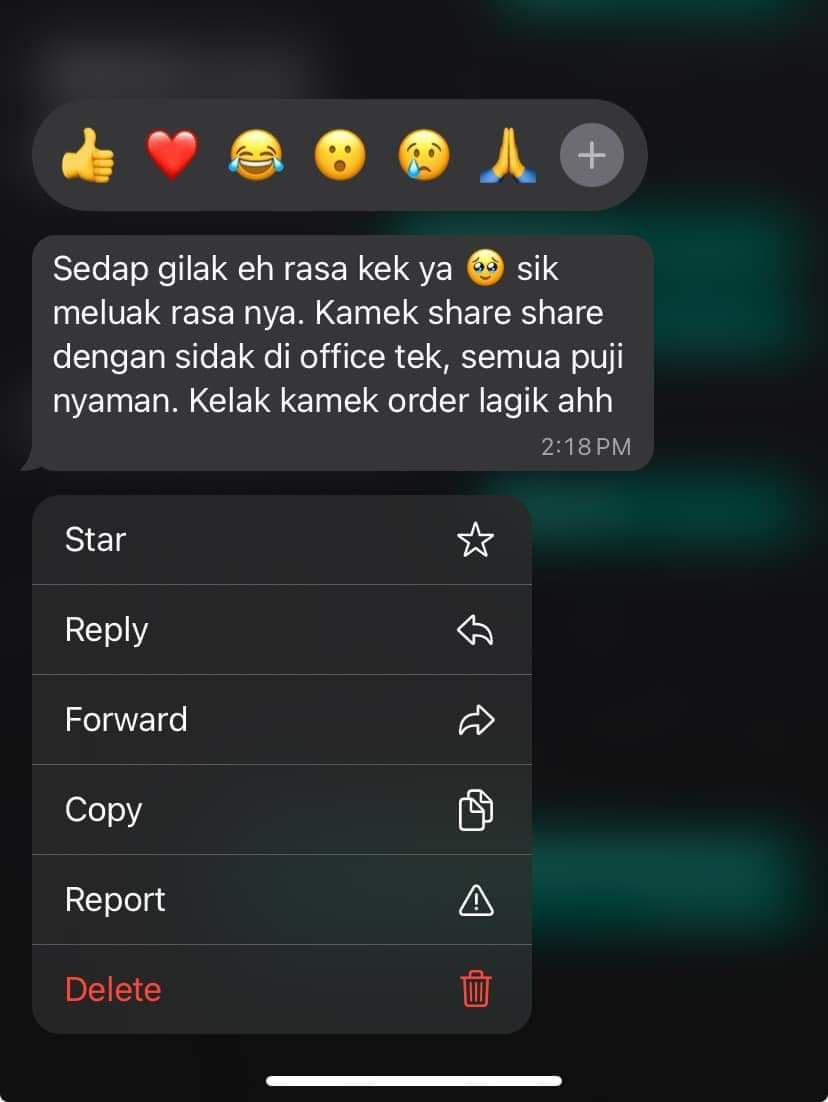 Sedap gilak eh rasa kek ya 🥹 sik
meluak rasa nya. Kamek share share
dengan sidak di office tek, semua puji
nyaman. Kelak kamek order lagik ahh
2:18 PM
Star
Reply
Forward
Copy
Report
Delete